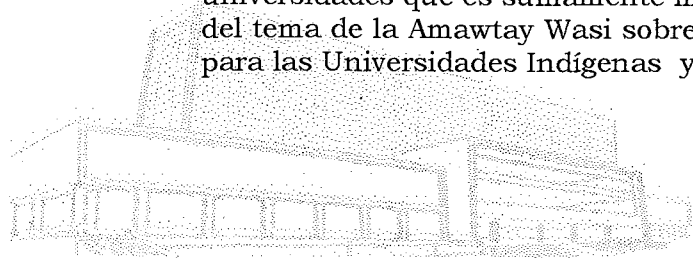 universidades que es sumamente
del tema de la Amawtay Wasi sobre
para las Universidades Indígenas y